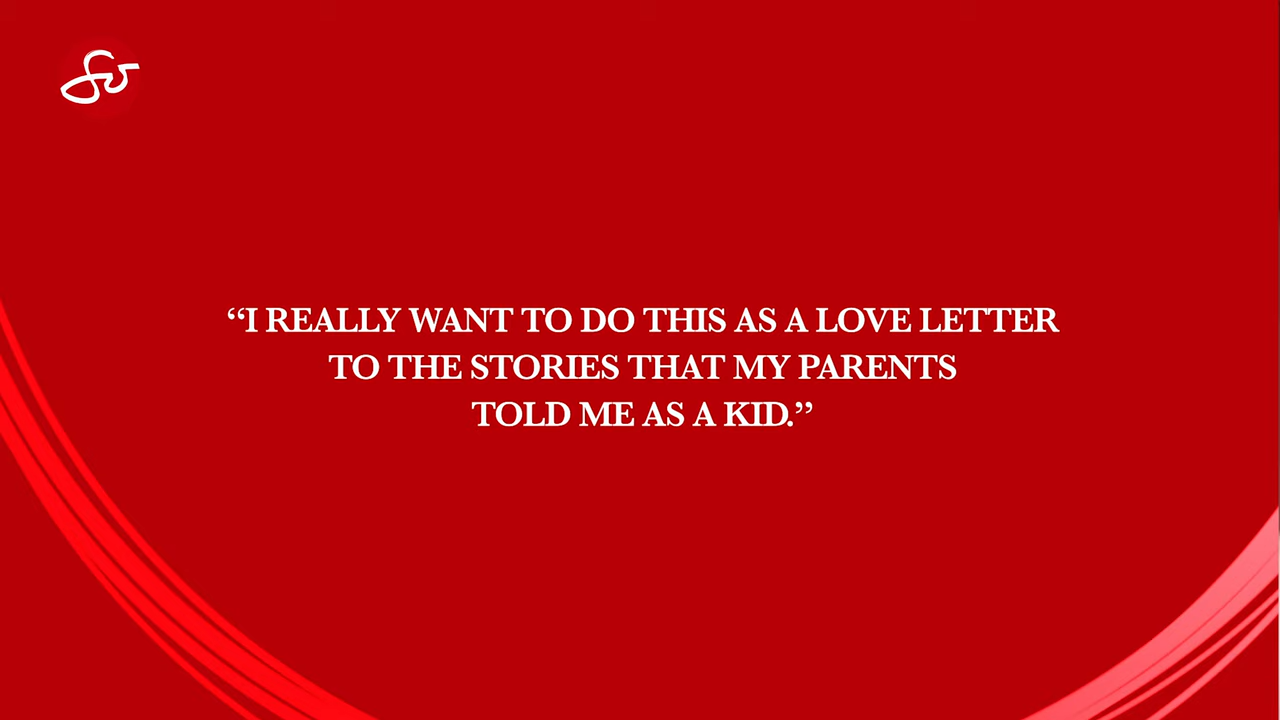 “I REALLY WANT TO DO THIS AS A LOVE LETTER
TO THE STORIES THAT MY PARENTS
TOLD ME AS A KID.”